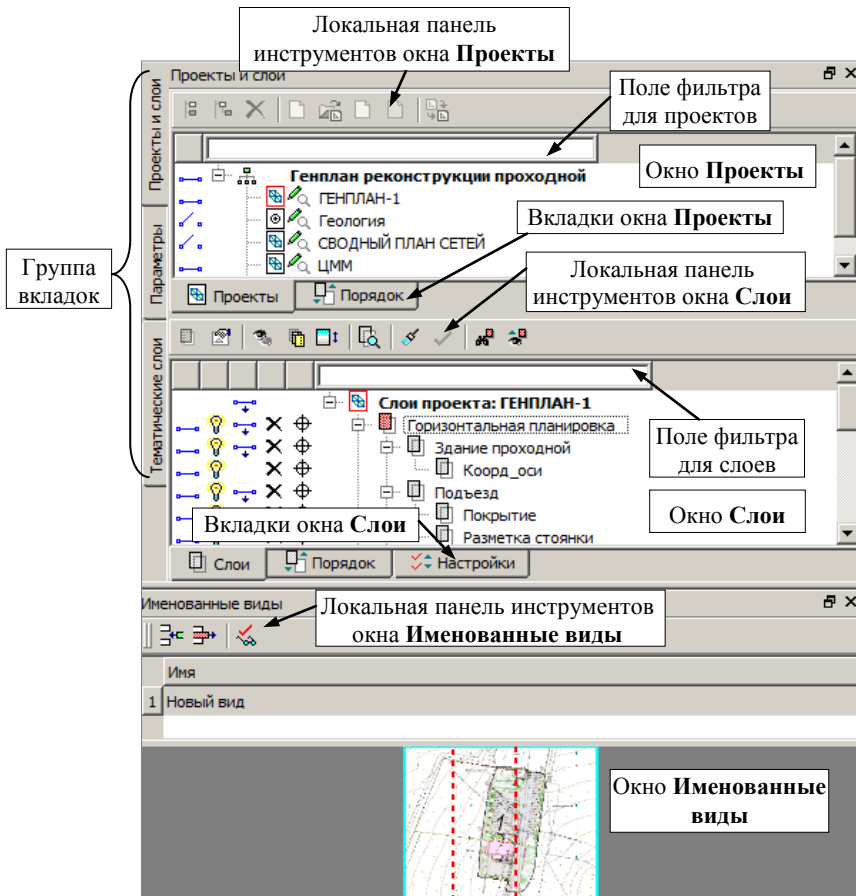 Локальная панель
инструментов окна Проекты
Проекты и слои
Поле фильтра
для проектов
Проекты и слои
Параметры
Тематические слои
Группа
вкладок
Окно Проекты
Генплан реконструкции проходной
ГЕНПЛАН-1
Геология
СВОДНЫЙ ПЛАН СЕТЕЙ
ЦММ
Вкладки окна Проекты
Проекты
Порядок
Локальная панель
инструментов окна Слои
Слои проекта: ГЕНПЛАН-1
Горизонтальная планировка
Здание проходной
Коорд_оси
Подъезд
Покрытие
Разметка стоянки
Поле фильтра
для слоев
Окно Слои
Вкладки окна Слои
Слои
Порядок
Настройки
Именованные виды
Локальная панель инструментов
окна Именованные виды
Имя
1 Новый вид
1
Окно Именованные
виды